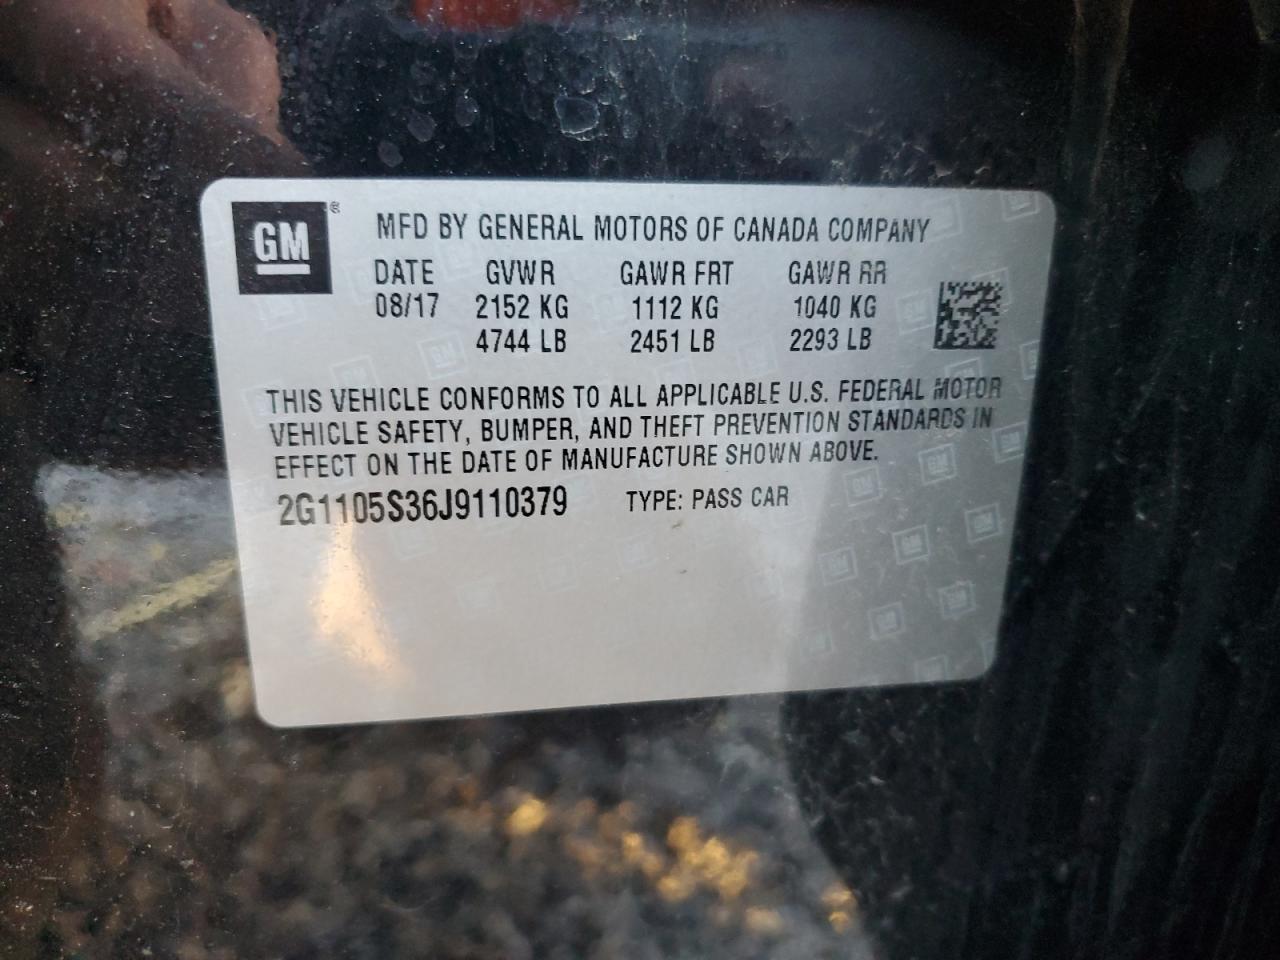 GM ®
MFD BY GENERAL MOTORS OF CANADA COMPANY
DATE GVWR GAWR FRT GAWR RR
08/17 2152 KG 1112 KG 1040 KG
4744 LB 2451 LB 2293 LB
THIS VEHICLE CONFORMS TO ALL APPLICABLE U.S. FEDERAL MOTOR
VEHICLE SAFETY, BUMPER, AND THEFT PREVENTION STANDARDS IN
EFFECT ON THE DATE OF MANUFACTURE SHOWN ABOVE.
2G1105S36J9110379 TYPE: PASS CAR